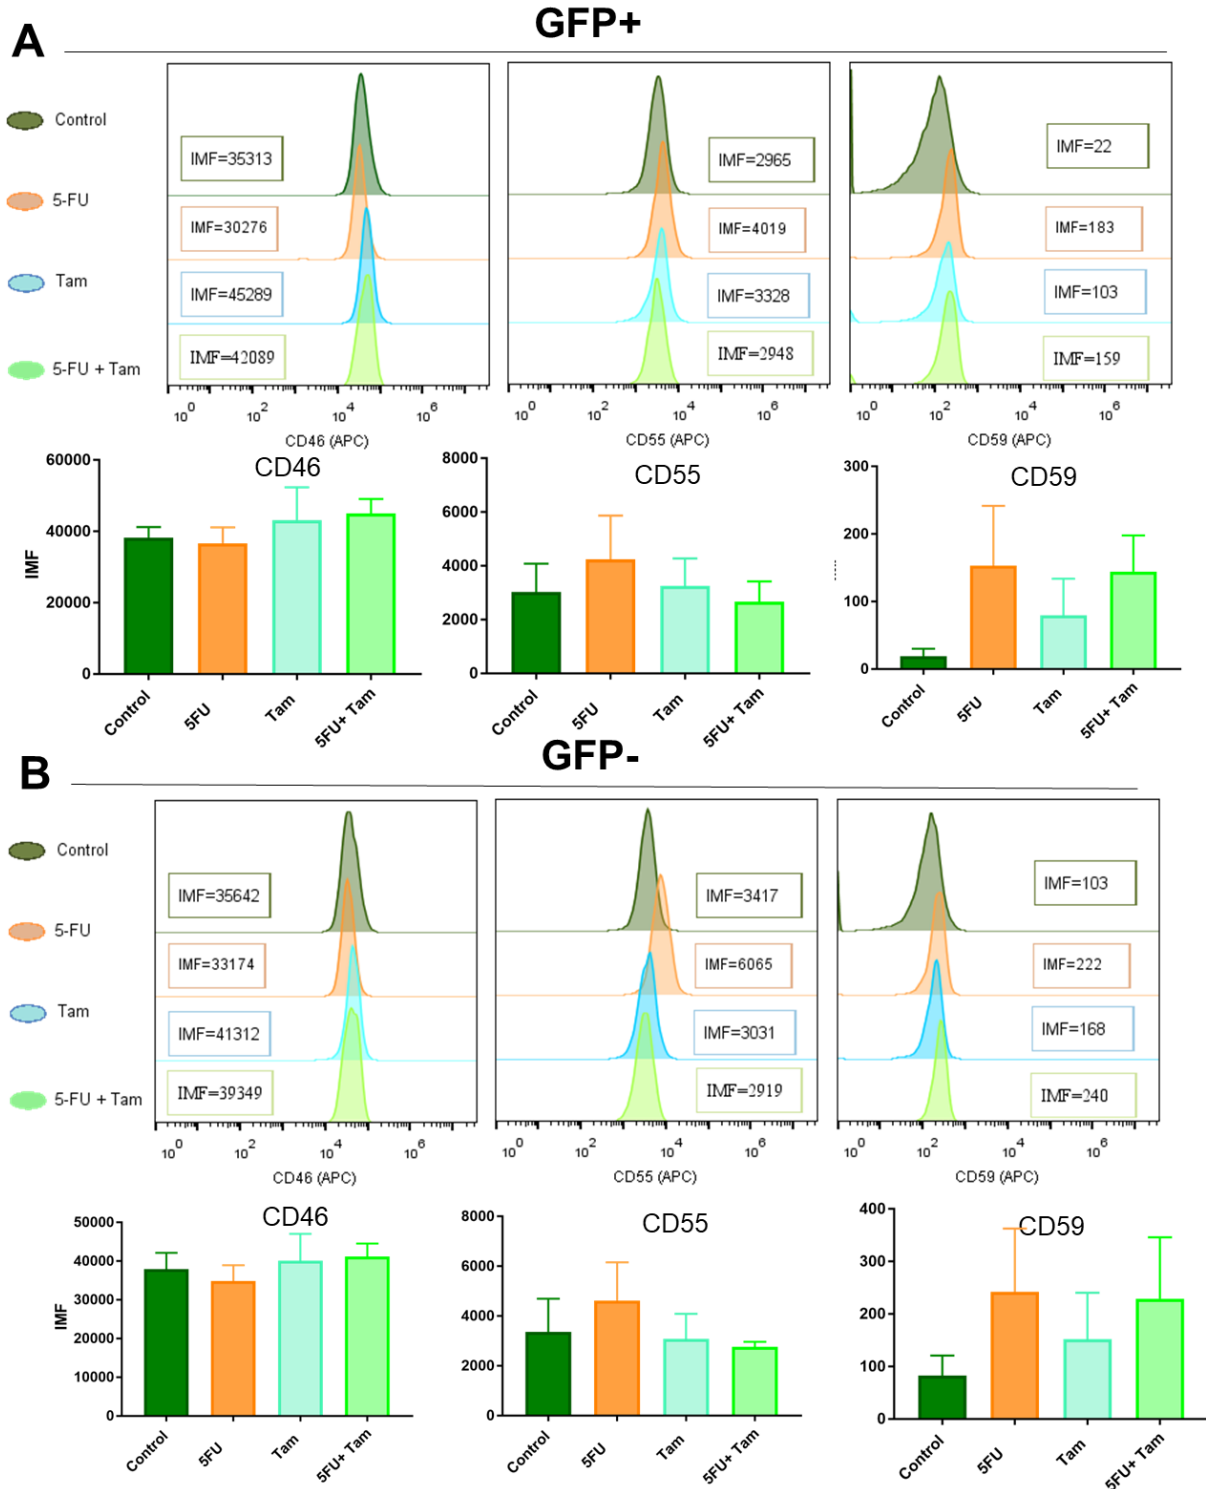 A
GFP+
Control
5-FU
Tam
5-FU + Tam
IMF=35313
IMF=30276
IMF=45289
IMF=42089
10^0 10^2 10^4 10^6
CD46 (APC)
IMF=2965
IMF=4019
IMF=3328
IMF=2948
10^0 10^2 10^4 10^6
CD55 (APC)
IMF=22
IMF=183
IMF=103
IMF=159
10^0 10^2 10^4 10^6
CD59 (APC)
CD46
IMF
60000
40000
20000
0
Control 5FU Tam 5FU+ Tam
CD55
8000
6000
4000
2000
0
Control 5FU Tam 5FU+ Tam
CD59
300
200
100
0
Control 5FU Tam 5FU+ Tam
B
GFP-
Control
5-FU
Tam
5-FU + Tam
IMF=35642
IMF=33174
IMF=41312
IMF=39349
10^0 10^2 10^4 10^6
CD46 (APC)
IMF=3417
IMF=6065
IMF=3031
IMF=2919
10^0 10^2 10^4 10^6
CD55 (APC)
IMF=103
IMF=222
IMF=168
IMF=240
10^0 10^2 10^4 10^6
CD59 (APC)
CD46
IMF
50000
40000
30000
20000
10000
0
Control 5FU Tam 5FU+ Tam
CD55
8000
6000
4000
2000
0
Control 5FU Tam 5FU+ Tam
CD59
400
300
200
100
0
Control 5FU Tam 5FU+ Tam